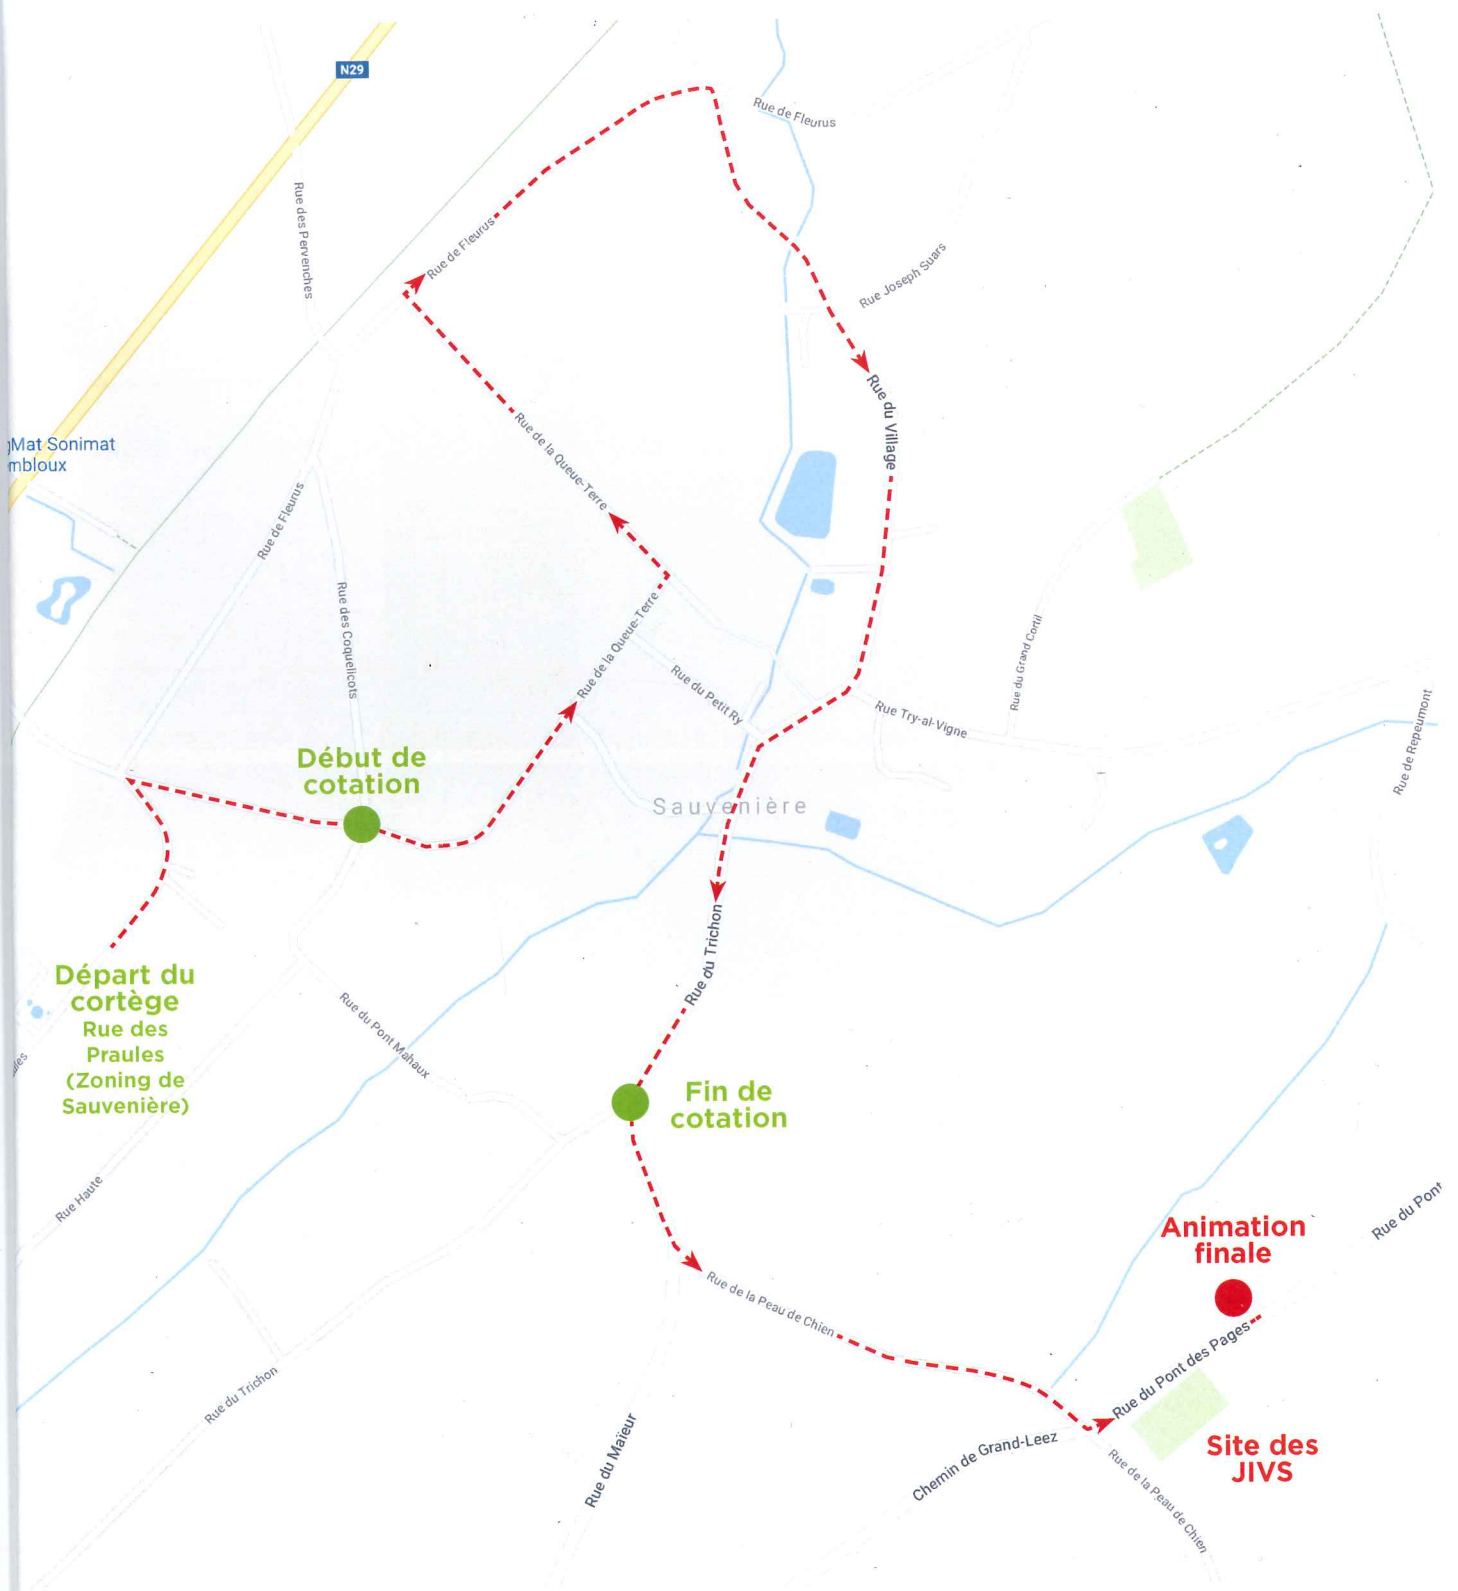 N29
Rue de Fleurus
Rue des Pervenches
Rue de Fleurus
Rue Joseph Suars
Rue du Village
Rue de la Queue-Terre
Mat Sonimat
mbloux
Rue de Fleurus
Rue des Coquelicots
Rue de la Queue-Terre
Rue du Petit Ry
Rue du Grand Cortil
Rue Try-al-Vigne
Rue de Repeumont
Début de
cotation
Sauvenière
Rue du Trichon
Départ du
cortège
Rue des
Praules
(Zoning de
Sauvenière)
Rue du Pont Mahaux
Fin de
cotation
Rue Haute
Rue du Pont
Animation
finale
Rue de la Peau de Chien
Rue du Pont des Pages
Rue du Trichon
Rue du Maïeur
Chemin de Grand-Leez
Site des
JIVS
Rue de la Peau de Chien